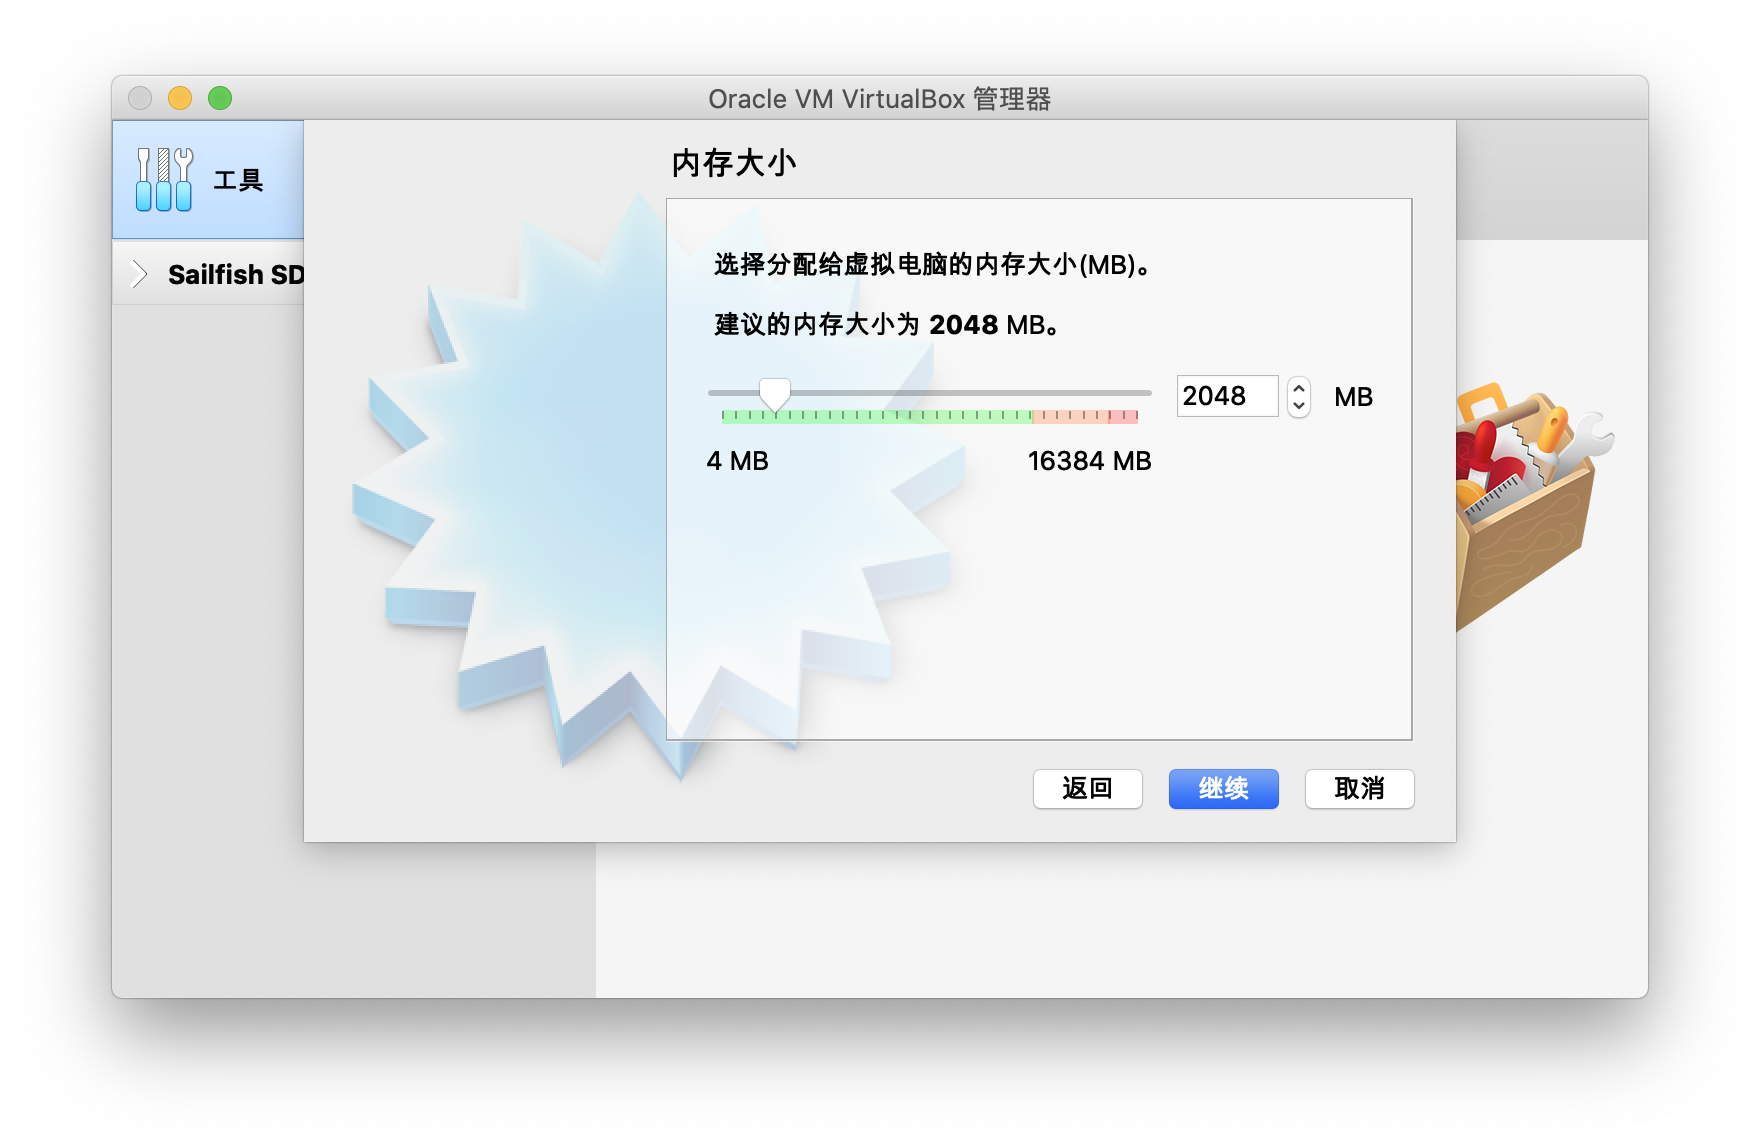 Oracle VM VirtualBox 管理器
工具
Sailfish SD
内存大小
选择分配给虚拟电脑的内存大小(MB)。
建议的内存大小为 2048 MB。
2048 MB
4 MB 16384 MB
返回 继续 取消